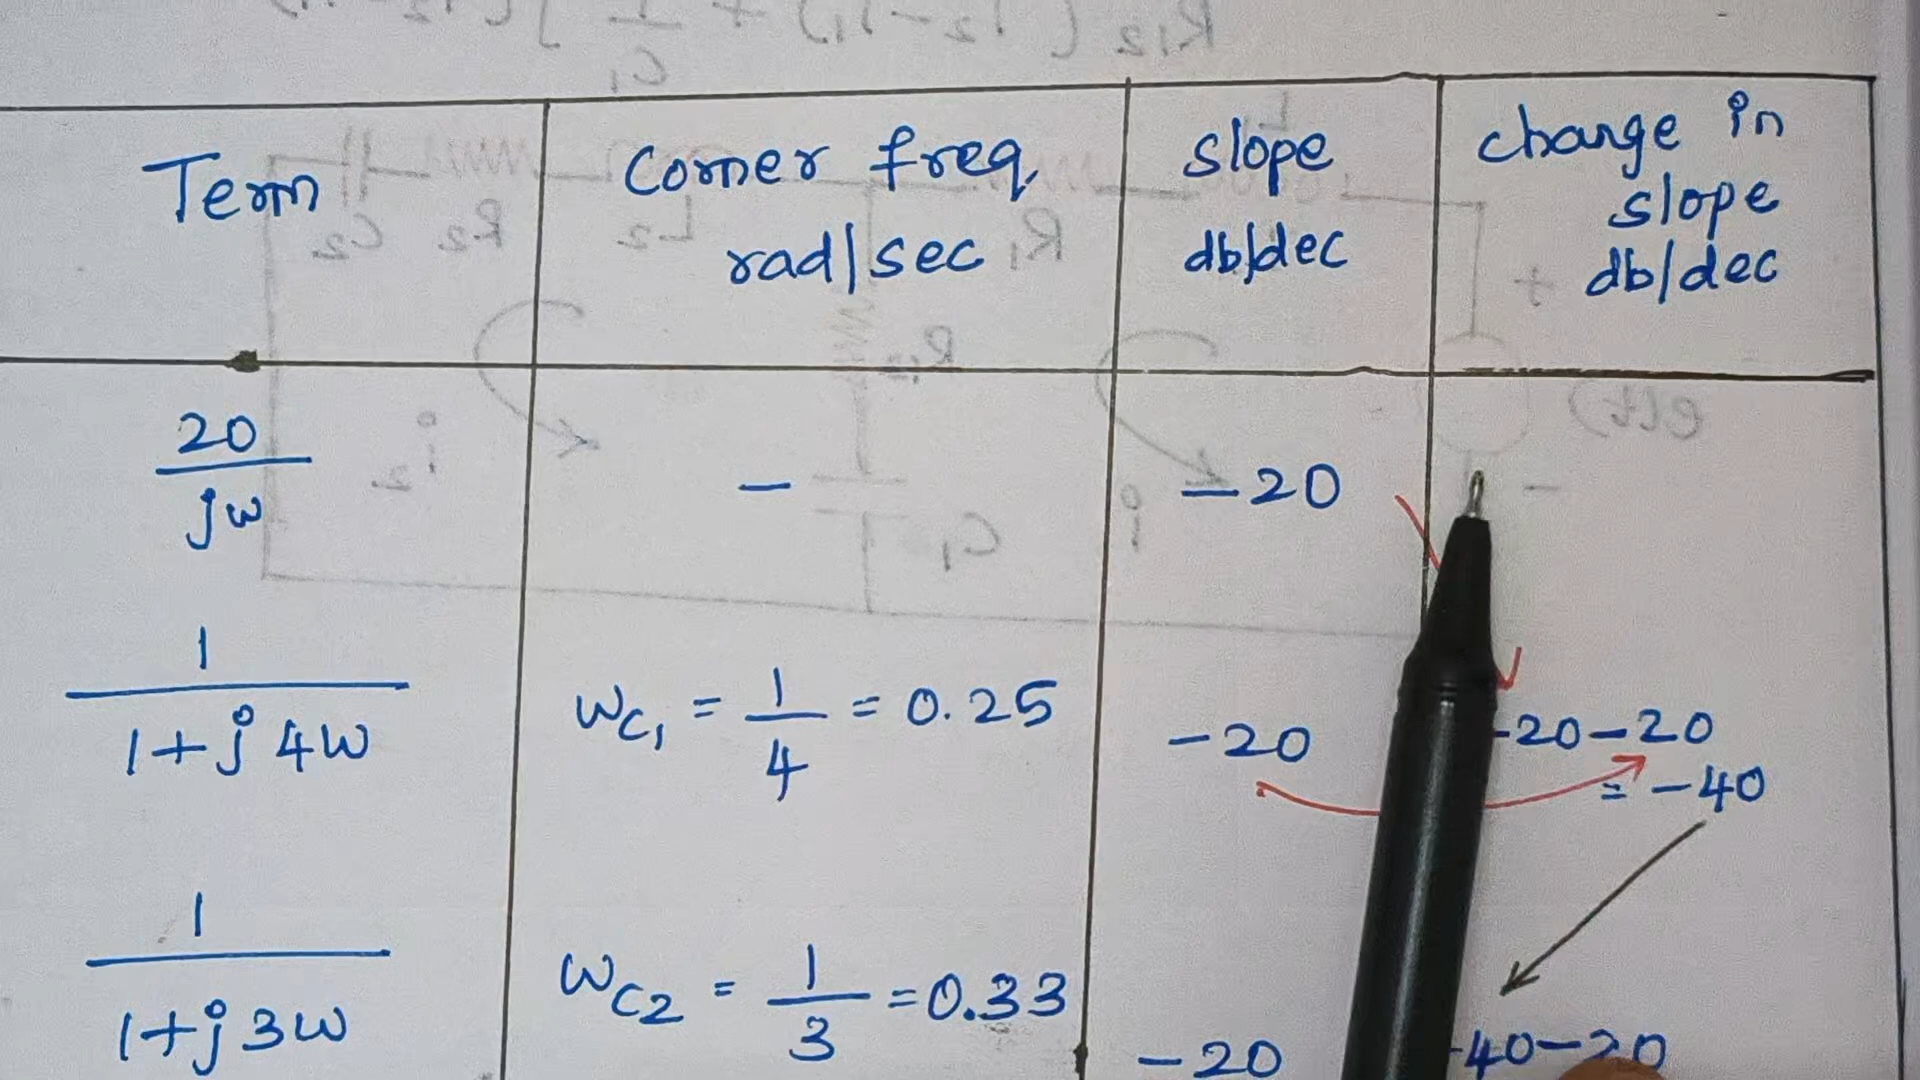 Term
Corner freq
rad/sec
slope
db/dec
change in
slope
db/dec
20
jw
-
-20
1
1+j4w
wc1 = 1/4 = 0.25
-20
-20-20
= -40
1
1+j3w
wc2 = 1/3 = 0.33
-20
-40-20